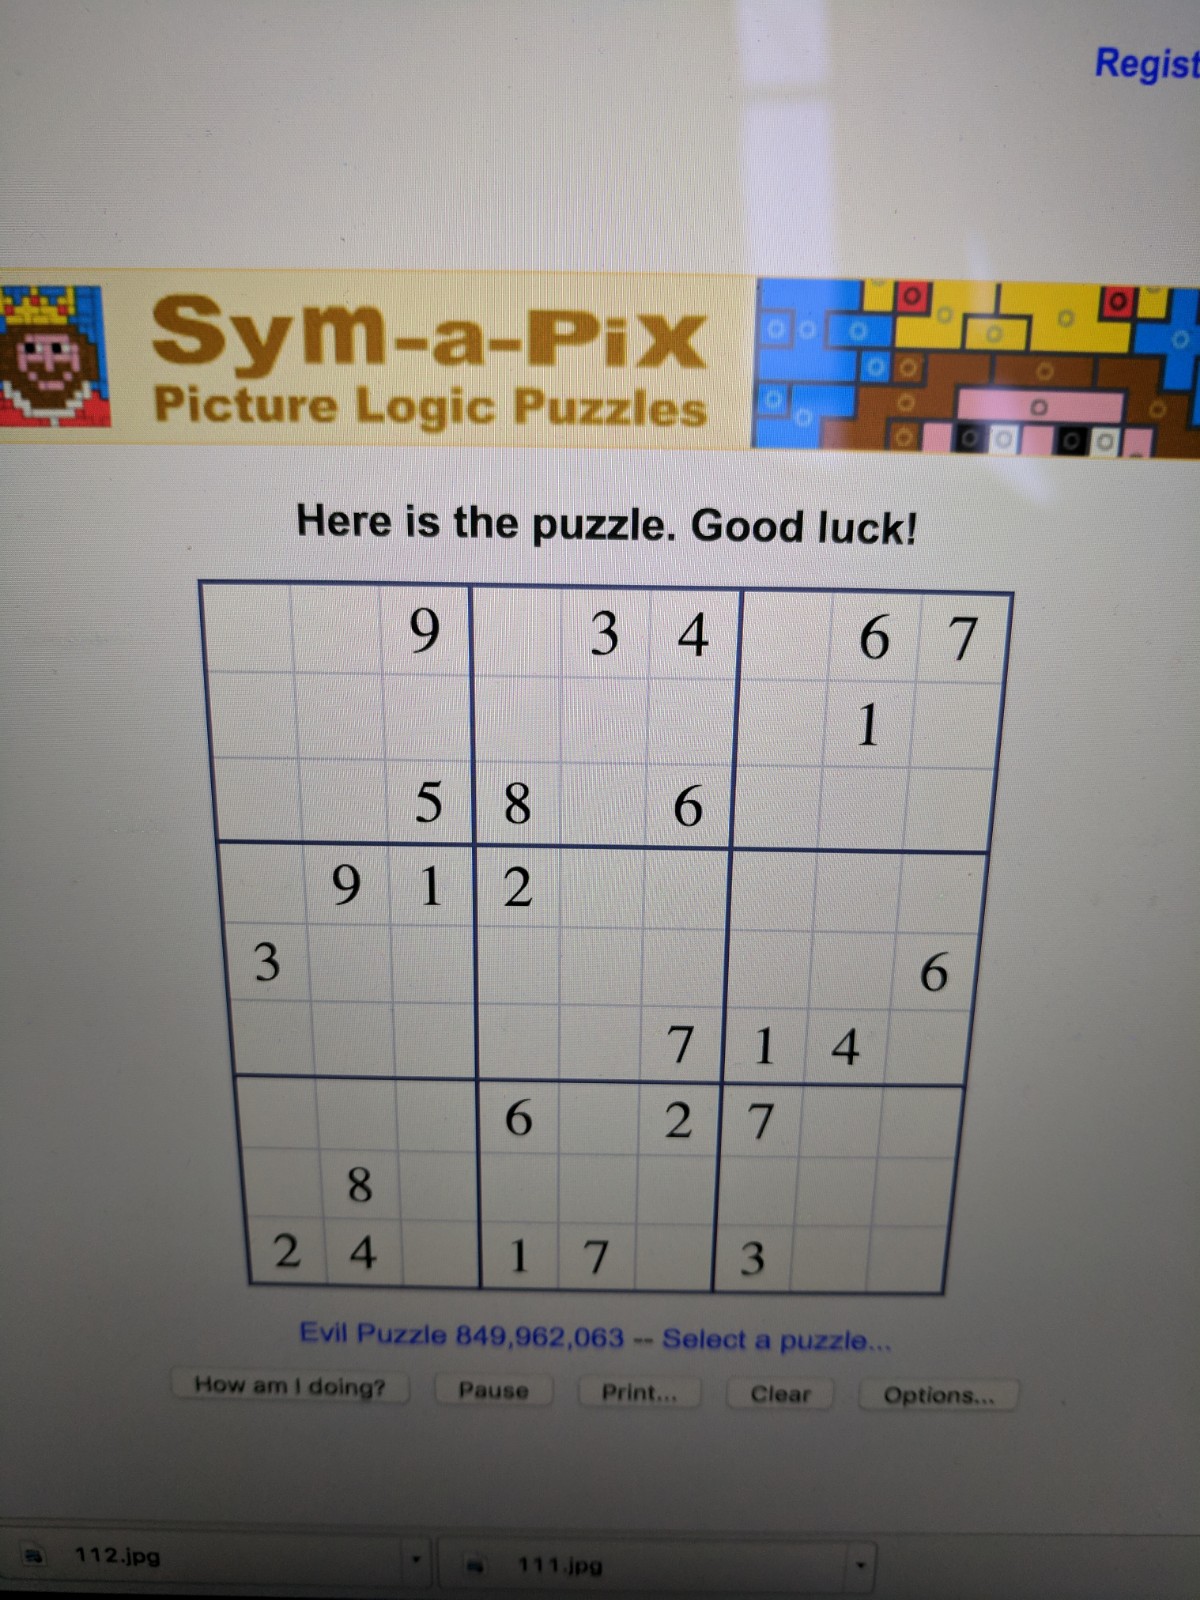 Regist
Sym-a-Pix
Picture Logic Puzzles
Here is the puzzle. Good luck!
9 3 4 6 7
1
5 8 6
9 1 2
3 6
7 1 4
6 2 7
8
2 4 1 7 3
Evil Puzzle 849,962,063 -- Select a puzzle...
How am I doing? Pause Print... Clear Options...
112.jpg 111.jpg